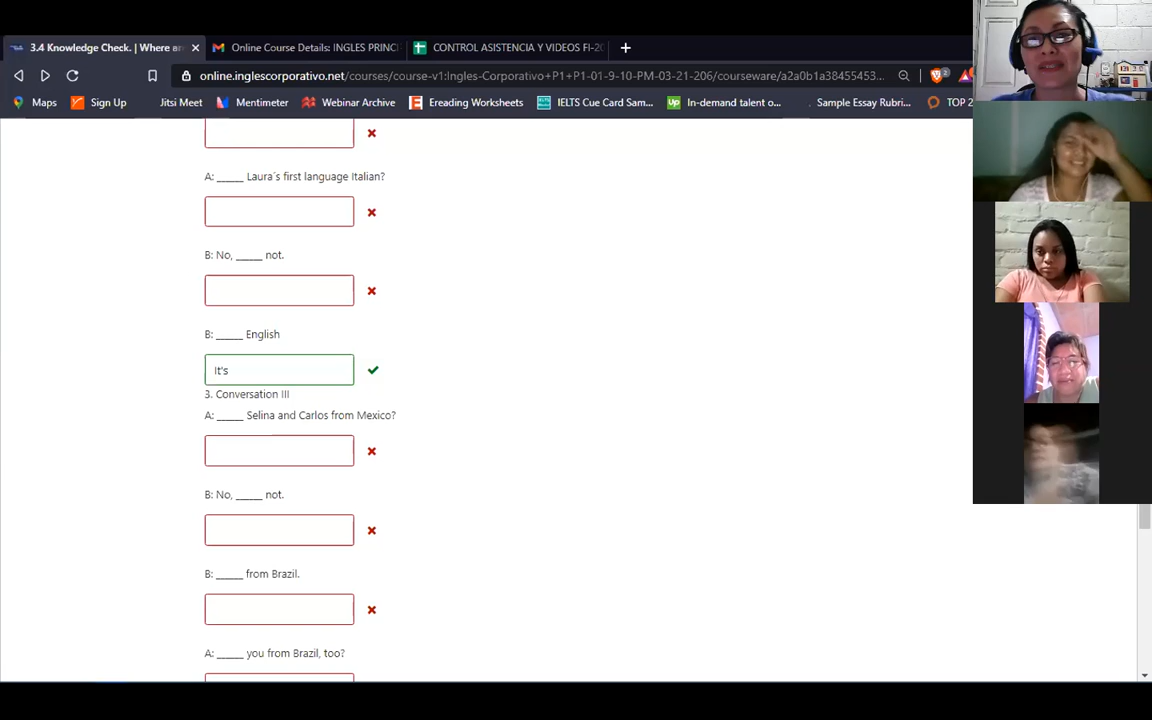 3.4 Knowledge Check. | Where ar
Online Course Details: INGLES PRINCI
CONTROL ASISTENCIA Y VIDEOS FI-20
online.inglescorporativo.net/courses/course-v1:Ingles-Corporativo+P1+P1-01-9-10-PM-03-21-206/courseware/a2a0b1a38455453...
2
Maps
Sign Up
Jitsi Meet
Mentimeter
Webinar Archive
Ereading Worksheets
IELTS Cue Card Sam...
Up In-demand talent o...
Sample Essay Rubri...
TOP 2
A: _____ Laura´s first language Italian?
B: No, _____ not.
B: _____ English
It's
3. Conversation III
A: _____ Selina and Carlos from Mexico?
B: No, _____ not.
B: _____ from Brazil.
A: _____ you from Brazil, too?